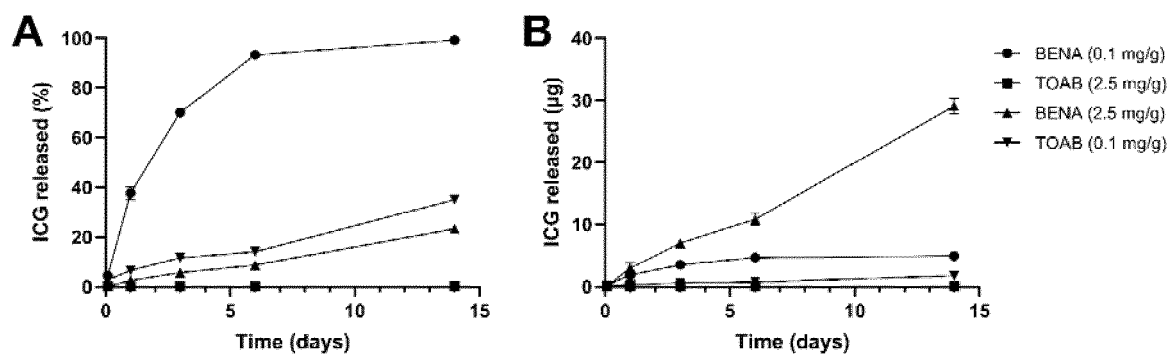 A
ICG released (%)
100
80
60
40
20
0
0
5
10
15
Time (days)
B
ICG released (µg)
40
30
20
10
0
0
5
10
15
Time (days)
BENA (0.1 mg/g)
TOAB (2.5 mg/g)
BENA (2.5 mg/g)
TOAB (0.1 mg/g)